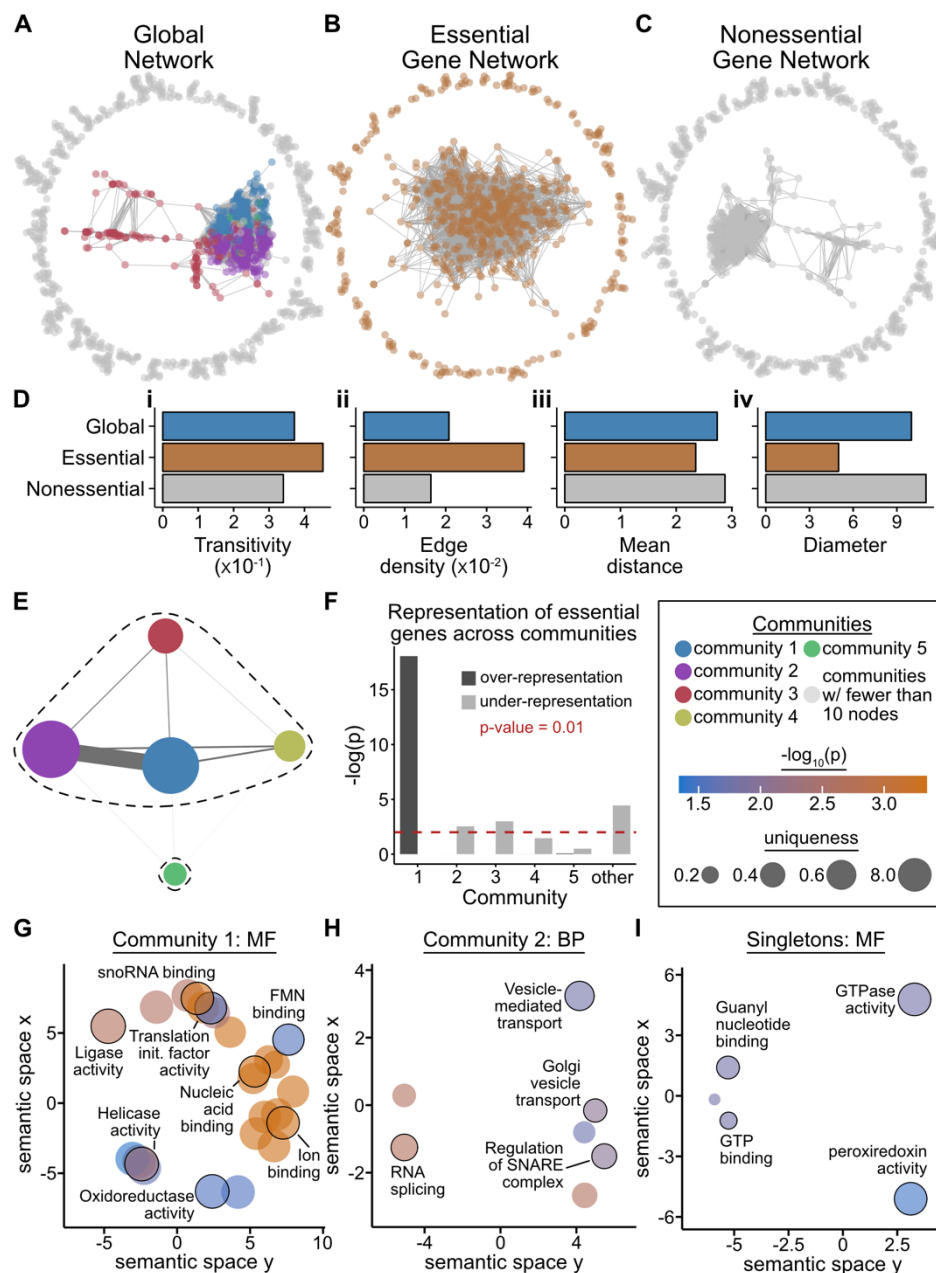 A
Global
Network
B
Essential
Gene Network
C
Nonessential
Gene Network
D
i
ii
iii
iv
Global
Essential
Nonessential
0 1 2 3 4
Transitivity
(x10⁻¹)
0 1 2 3 4
Edge
density (x10⁻²)
0 1 2 3
Mean
distance
0 3 6 9
Diameter
E
F
Representation of essential
genes across communities
over-representation
under-representation
p-value = 0.01
-log(p)
15
10
5
0
1 2 3 4 5 other
Community
Communities
community 1
community 2
community 3
community 4
community 5
communities
w/ fewer than
10 nodes
-log₁₀(p)
1.5 2.0 2.5 3.0
uniqueness
0.2 0.4 0.6 8.0
G
Community 1: MF
snoRNA binding
FMN
binding
Ligase
activity
Translation
init. factor
activity
Nucleic
acid
binding
Helicase
activity
Ion
binding
Oxidoreductase
activity
semantic space x
5
0
-5
-5 0 5 10
semantic space y
H
Community 2: BP
Vesicle-
mediated
transport
Golgi
vesicle
transport
Regulation
of SNARE
complex
RNA
splicing
semantic space x
4
2
0
-2
-4 0 4
semantic space y
I
Singletons: MF
GTPase
activity
Guanyl
nucleotide
binding
GTP
binding
peroxiredoxin
activity
semantic space x
6
3
0
-3
-6
-5 -2.5 0 2.5
semantic space y